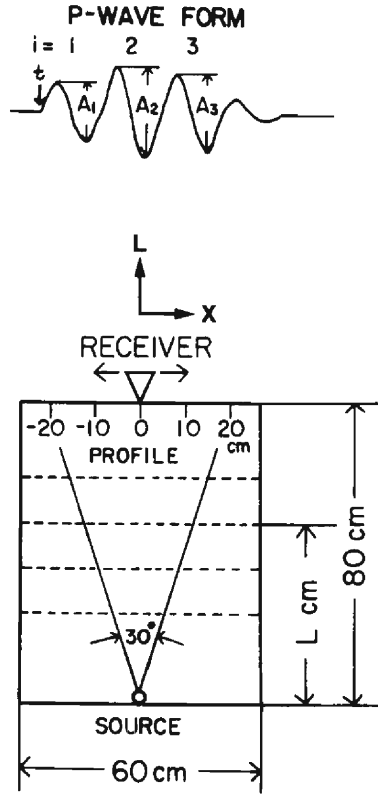 P-WAVE FORM
i = 1 2 3
t
A1 A2 A3
L
X
RECEIVER
-20 -10 0 10 20
cm
PROFILE
80 cm
L cm
30°
SOURCE
60 cm